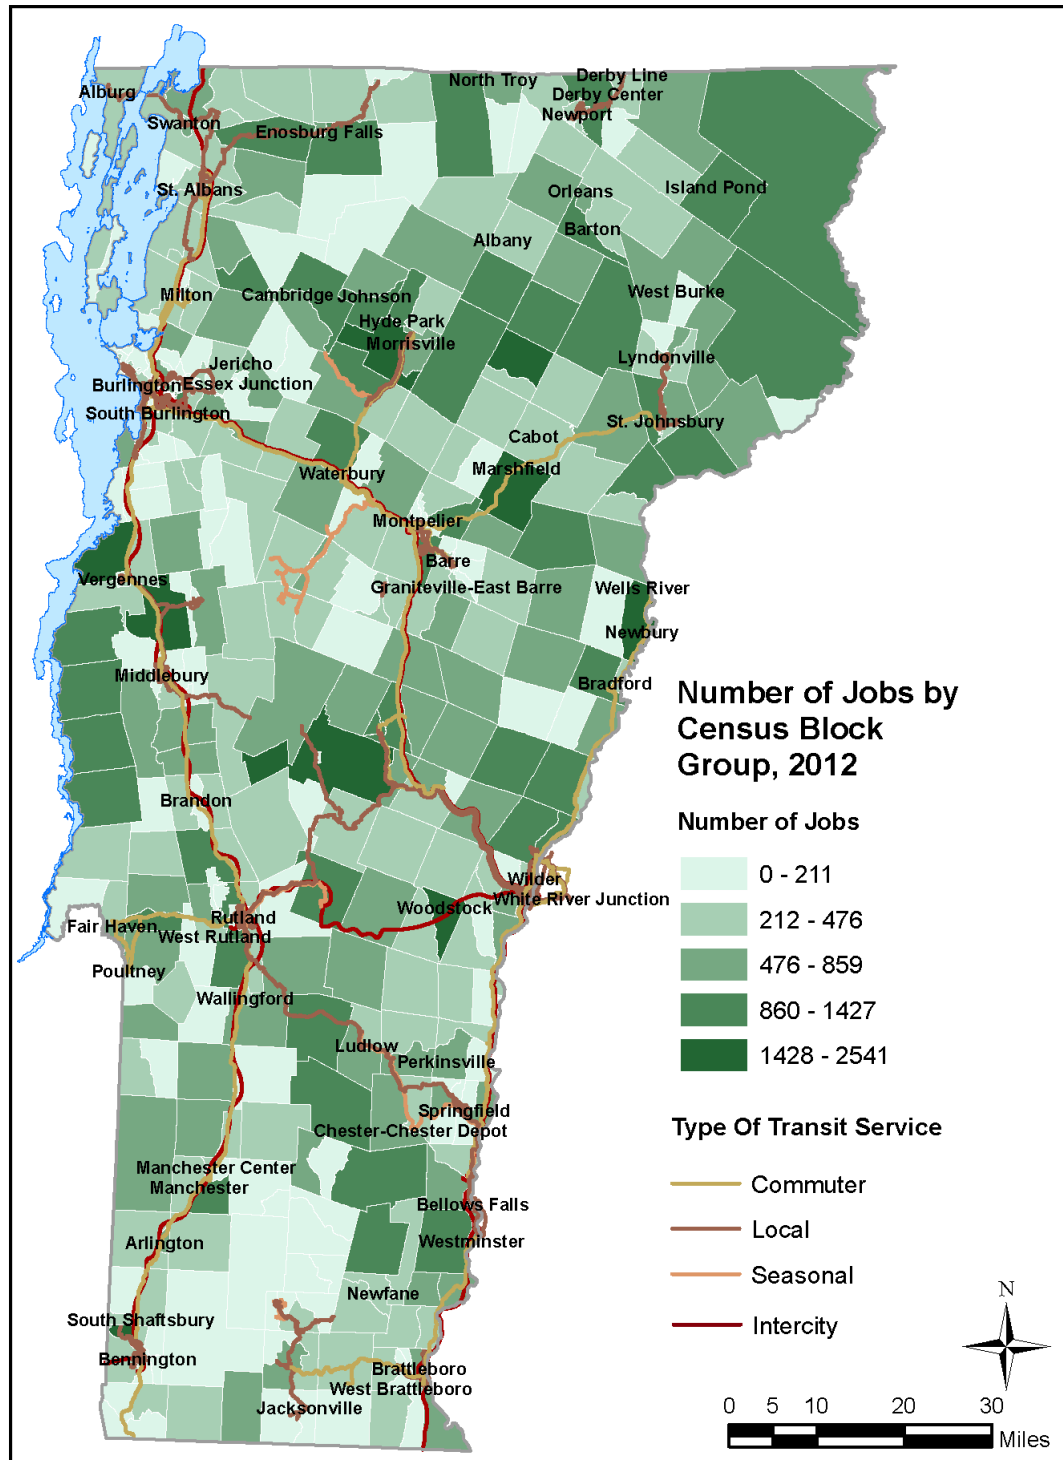 North Troy
Derby Line
Derby Center
Newport
Alburg
Swanton
Enosburg Falls
St. Albans
Orleans
Island Pond
Barton
Albany
Milton
Cambridge
Johnson
West Burke
Hyde Park
Morrisville
Lyndonville
Jericho
Burlington
Essex Junction
South Burlington
St. Johnsbury
Cabot
Waterbury
Marshfield
Montpelier
Barre
Vergennes
Graniteville-East Barre
Wells River
Newbury
Middlebury
Bradford
Brandon
Wilder
White River Junction
Woodstock
Rutland
Fair Haven
West Rutland
Poultney
Wallingford
Ludlow
Perkinsville
Springfield
Chester-Chester Depot
Manchester Center
Manchester
Bellows Falls
Arlington
Westminster
Newfane
South Shaftsbury
Bennington
Brattleboro
West Brattleboro
Jacksonville
Number of Jobs by
Census Block
Group, 2012
Number of Jobs
0 - 211
212 - 476
476 - 859
860 - 1427
1428 - 2541
Type Of Transit Service
Commuter
Local
Seasonal
Intercity
N
0 5 10 20 30
Miles